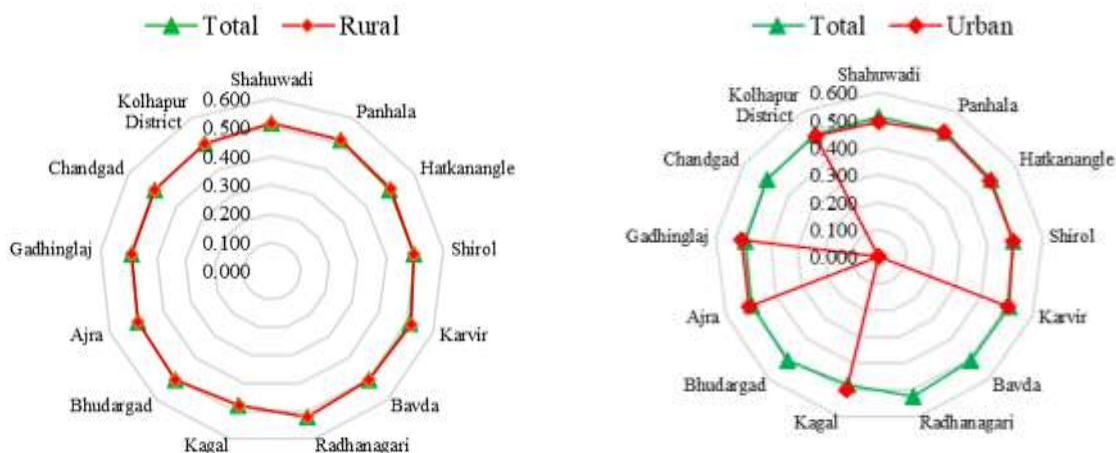 Total Rural
Shahuwadi
Panhala
Hatkanangle
Shirol
Karvir
Bavda
Radhanagari
Kagal
Bhudargad
Ajra
Gadhinglaj
Chandgad
Kolhapur
District
0.600
0.500
0.400
0.300
0.200
0.100
0.000
Total Urban
Shahuwadi
Panhala
Hatkanangle
Shirol
Karvir
Bavda
Radhanagari
Kagal
Bhudargad
Ajra
Gadhinglaj
Chandgad
Kolhapur
District
0.600
0.500
0.400
0.300
0.200
0.100
0.000